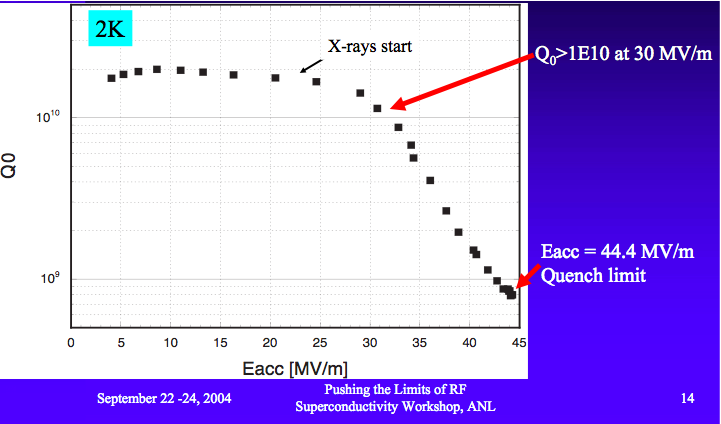 2K
X-rays start
Q0>1E10 at 30 MV/m
10^10
Q0
Eacc = 44.4 MV/m
Quench limit
10^9
0 5 10 15 20 25 30 35 40 45
Eacc [MV/m]
September 22 -24, 2004
Pushing the Limits of RF
Superconductivity Workshop, ANL
14